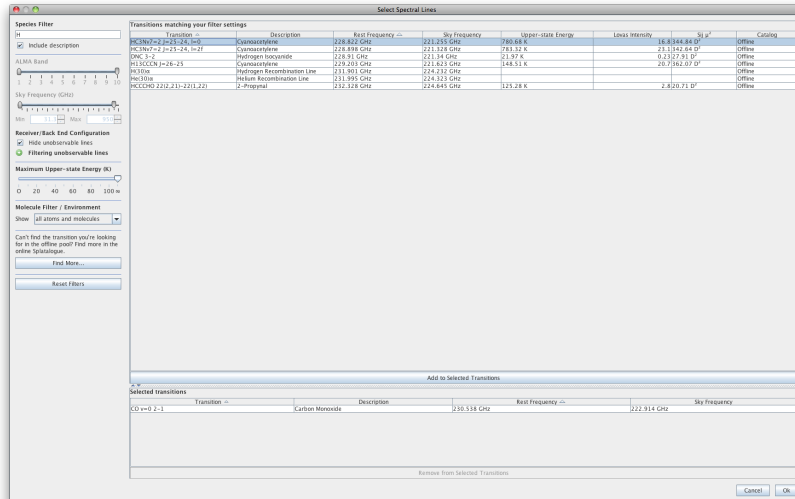 Select Spectral Lines
Species Filter
H
Include description
ALMA Band
1 2 3 4 5 6 7 8 9 10
Sky Frequency (GHz)
Min 31.3 Max 950
Receiver/Back End Configuration
Hide unobservable lines
Filtering unobservable lines
Maximum Upper-state Energy (K)
0 20 40 60 80 100 ∞
Molecule Filter / Environment
Show all atoms and molecules
Can't find the transition you're looking
for in the offline pool? Find more in the
online Splatalogue.
Find More...
Reset Filters
Transitions matching your filter settings
Transition Description Rest Frequency Sky Frequency Upper-state Energy Lovas Intensity Sij μ² Catalog
HC3Nv7=2 J=25-24, l=0 Cyanoacetylene 228.822 GHz 221.255 GHz 780.68 K 16.8 344.84 D² Offline
HC3Nv7=2 J=25-24, l=2f Cyanoacetylene 228.898 GHz 221.328 GHz 783.32 K 23.1 342.64 D² Offline
DNC 3-2 Hydrogen Isocyanide 228.91 GHz 221.34 GHz 21.97 K 0.23 27.91 D² Offline
H13CCCN J=26-25 Cyanoacetylene 229.203 GHz 221.623 GHz 148.51 K 20.7 362.07 D² Offline
H(30)α Hydrogen Recombination Line 231.901 GHz 224.232 GHz Offline
He(30)α Helium Recombination Line 231.995 GHz 224.323 GHz Offline
HCCCHO 22(2,21)-22(1,22) 2-Propynal 232.328 GHz 224.645 GHz 125.28 K 2.8 20.71 D² Offline
Add to Selected Transitions
Selected transitions
Transition Description Rest Frequency Sky Frequency
CO v=0 2-1 Carbon Monoxide 230.538 GHz 222.914 GHz
Remove from Selected Transitions
Cancel Ok